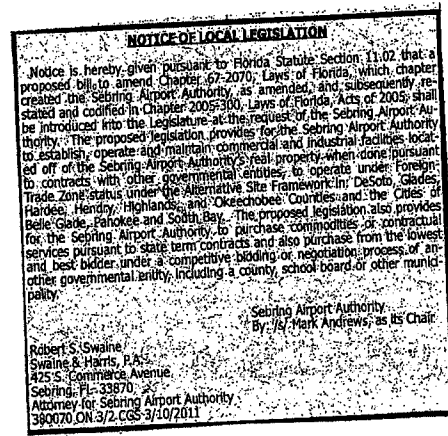 NOTICE OF LOCAL LEGISLATION
Notice is hereby given pursuant to Florida Statute Section 11.02 that a
proposed bill to amend Chapter 67-2070, Laws of Florida, which chapter
created the Sebring Airport Authority, as amended, and subsequently re-
stated and codified in Chapter 2005-300, Laws of Florida, Acts of 2005, shall
be introduced into the Legislature at the request of the Sebring Airport Au-
thority. The proposed legislation provides for the Sebring Airport Authority
to establish, operate and maintain commercial and industrial facilities locat-
ed off of the Sebring Airport Authority's real property when done pursuant
to contracts with other governmental entities, to operate under Foreign
Trade Zone status under the Alternative Site Framework in: DeSoto, Glades,
Hardee, Hendry, Highlands, and Okeechobee Counties and the Cities of
Belle Glade, Pahokee and South Bay. The proposed legislation also provides
for the Sebring Airport Authority to purchase commodities or contractual
services pursuant to state term contracts and also purchase from the lowest
and best bidder under a competitive bidding or negotiation process of an-
other governmental entity, including a county, school board or other munici-
pality.
Sebring Airport Authority
By: /s/ Mark Andrews, as its Chair
Robert S. Swaine
Swaine & Harris, P.A.
425 S. Commerce Avenue
Sebring, FL 33870
Attorney for Sebring Airport Authority
380070 ON 3/2 CGS 3/10/2011